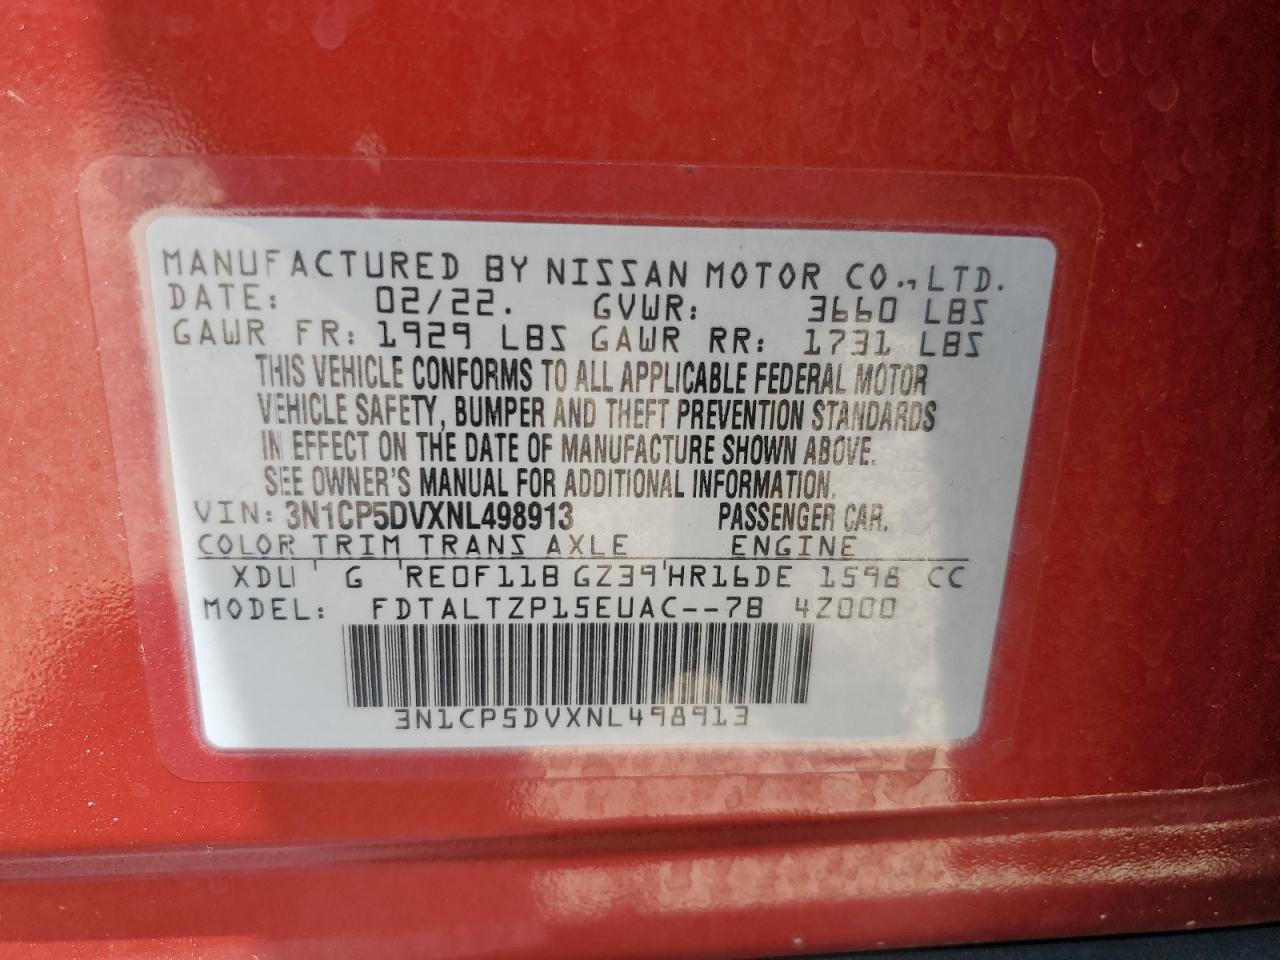 MANUFACTURED BY NISSAN MOTOR CO., LTD.
DATE: 02/22. GVWR: 3660 LBS
GAWR FR: 1929 LBS GAWR RR: 1731 LBS
THIS VEHICLE CONFORMS TO ALL APPLICABLE FEDERAL MOTOR
VEHICLE SAFETY, BUMPER AND THEFT PREVENTION STANDARDS
IN EFFECT ON THE DATE OF MANUFACTURE SHOWN ABOVE.
SEE OWNER'S MANUAL FOR ADDITIONAL INFORMATION.
VIN: 3N1CP5DVXNL498913 PASSENGER CAR.
COLOR TRIM TRANS AXLE ENGINE
XDU ' G 'RE0F11B GZ39'HR16DE 1598 CC
MODEL: FDTALTZP15EUAC--7B 4Z000
3N1CP5DVXNL498913